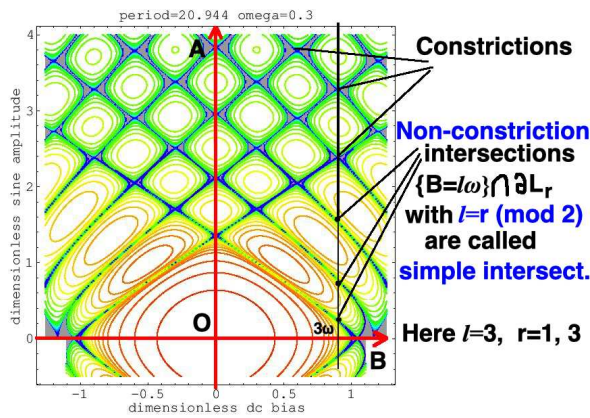 period=20.944 omega=0.3
dimensionless sine amplitude
4
3
2
1
0
A
O
3ω
B
−1
−0.5
0
0.5
1
dimensionless dc bias
Constrictions
Non-constriction
intersections
{B=lω}⋂∂Lᵣ
with l=r (mod 2)
are called
simple intersect.
Here l=3, r=1, 3